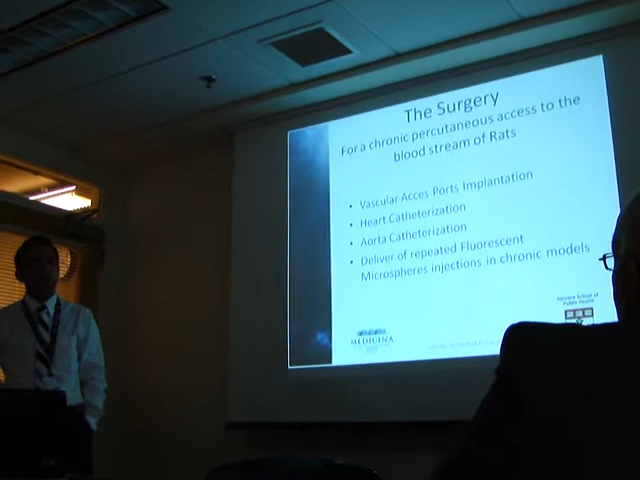 The Surgery
For a chronic percutaneous access to the
blood stream of Rats
• Vascular Acces Ports Implantation
• Heart Catheterization
• Aorta Catheterization
• Deliver of repeated Fluorescent
Microspheres injections in chronic models
Harvard School of
Public Health
MEDICINA